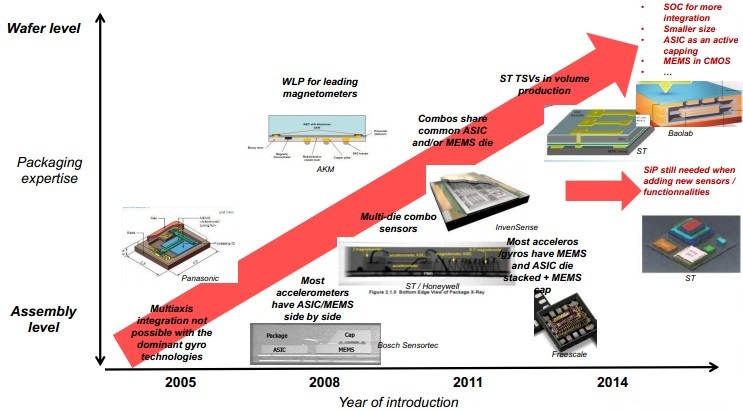 Wafer level
Packaging
expertise
Assembly
level
SOC for more
integration
Smaller size
ASIC as an active
capping
MEMS in CMOS
...
WLP for leading
magnetometers
AKM
ST TSVs in volume
production
ST
Baolab
Combos share
common ASIC
and/or MEMS die
InvenSense
SiP still needed when
adding new sensors /
functionnalities
ST
Cap
Panasonic
Multi-die combo
sensors
ST / Honeywell
Figure 2.1.5 Bottom Edge View of Package X-Ray
Most acceleros
/gyros have MEMS
and ASIC die
stacked + MEMS
cap
Freescale
Multiaxis
integration not
possible with the
dominant gyro
technologies
Most
accelerometers
have ASIC/MEMS
side by side
Package Cap
ASIC MEMS
Bosch Sensortec
2005 2008 2011 2014
Year of introduction